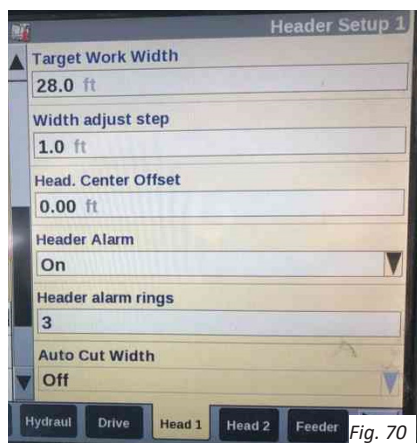 Header Setup 1
Target Work Width
28.0 ft
Width adjust step
1.0 ft
Head. Center Offset
0.00 ft
Header Alarm
On
Header alarm rings
3
Auto Cut Width
Off
Hydraul Drive Head 1 Head 2 Feeder
Fig. 70